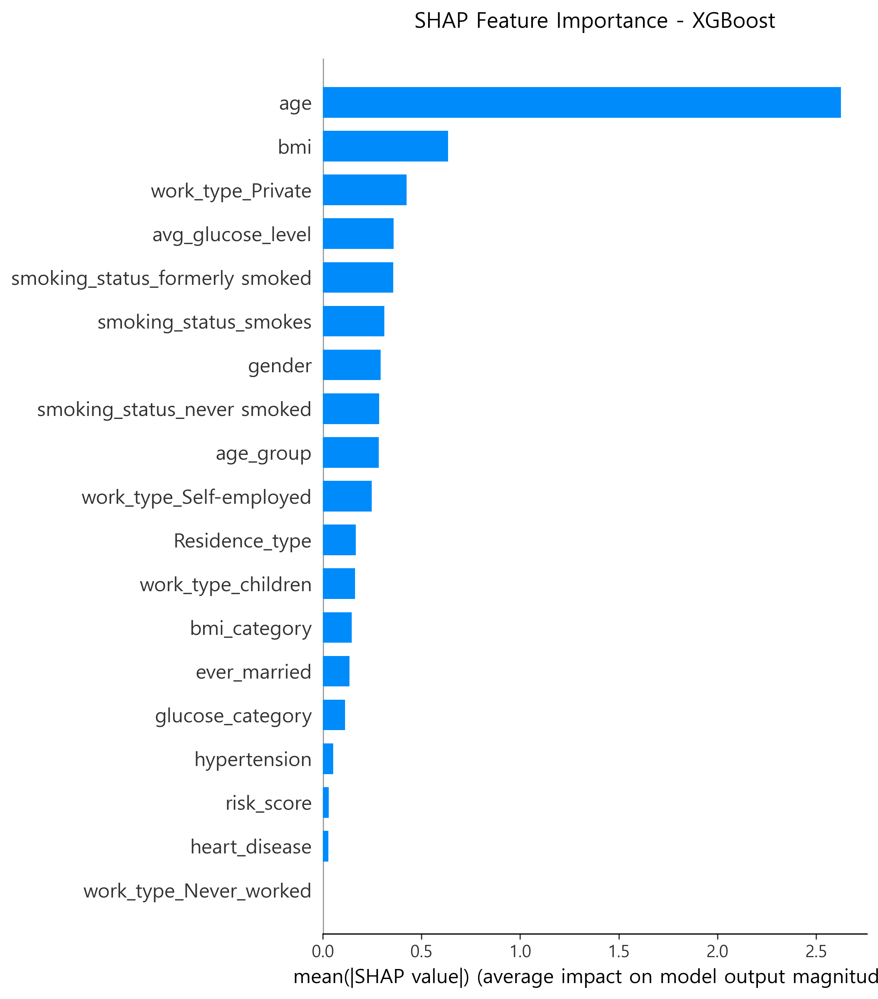 SHAP Feature Importance - XGBoost
age
bmi
work_type_Private
avg_glucose_level
smoking_status_formerly smoked
smoking_status_smokes
gender
smoking_status_never smoked
age_group
work_type_Self-employed
Residence_type
work_type_children
bmi_category
ever_married
glucose_category
hypertension
risk_score
heart_disease
work_type_Never_worked
0.0 0.5 1.0 1.5 2.0 2.5
mean(|SHAP value|) (average impact on model output magnitud